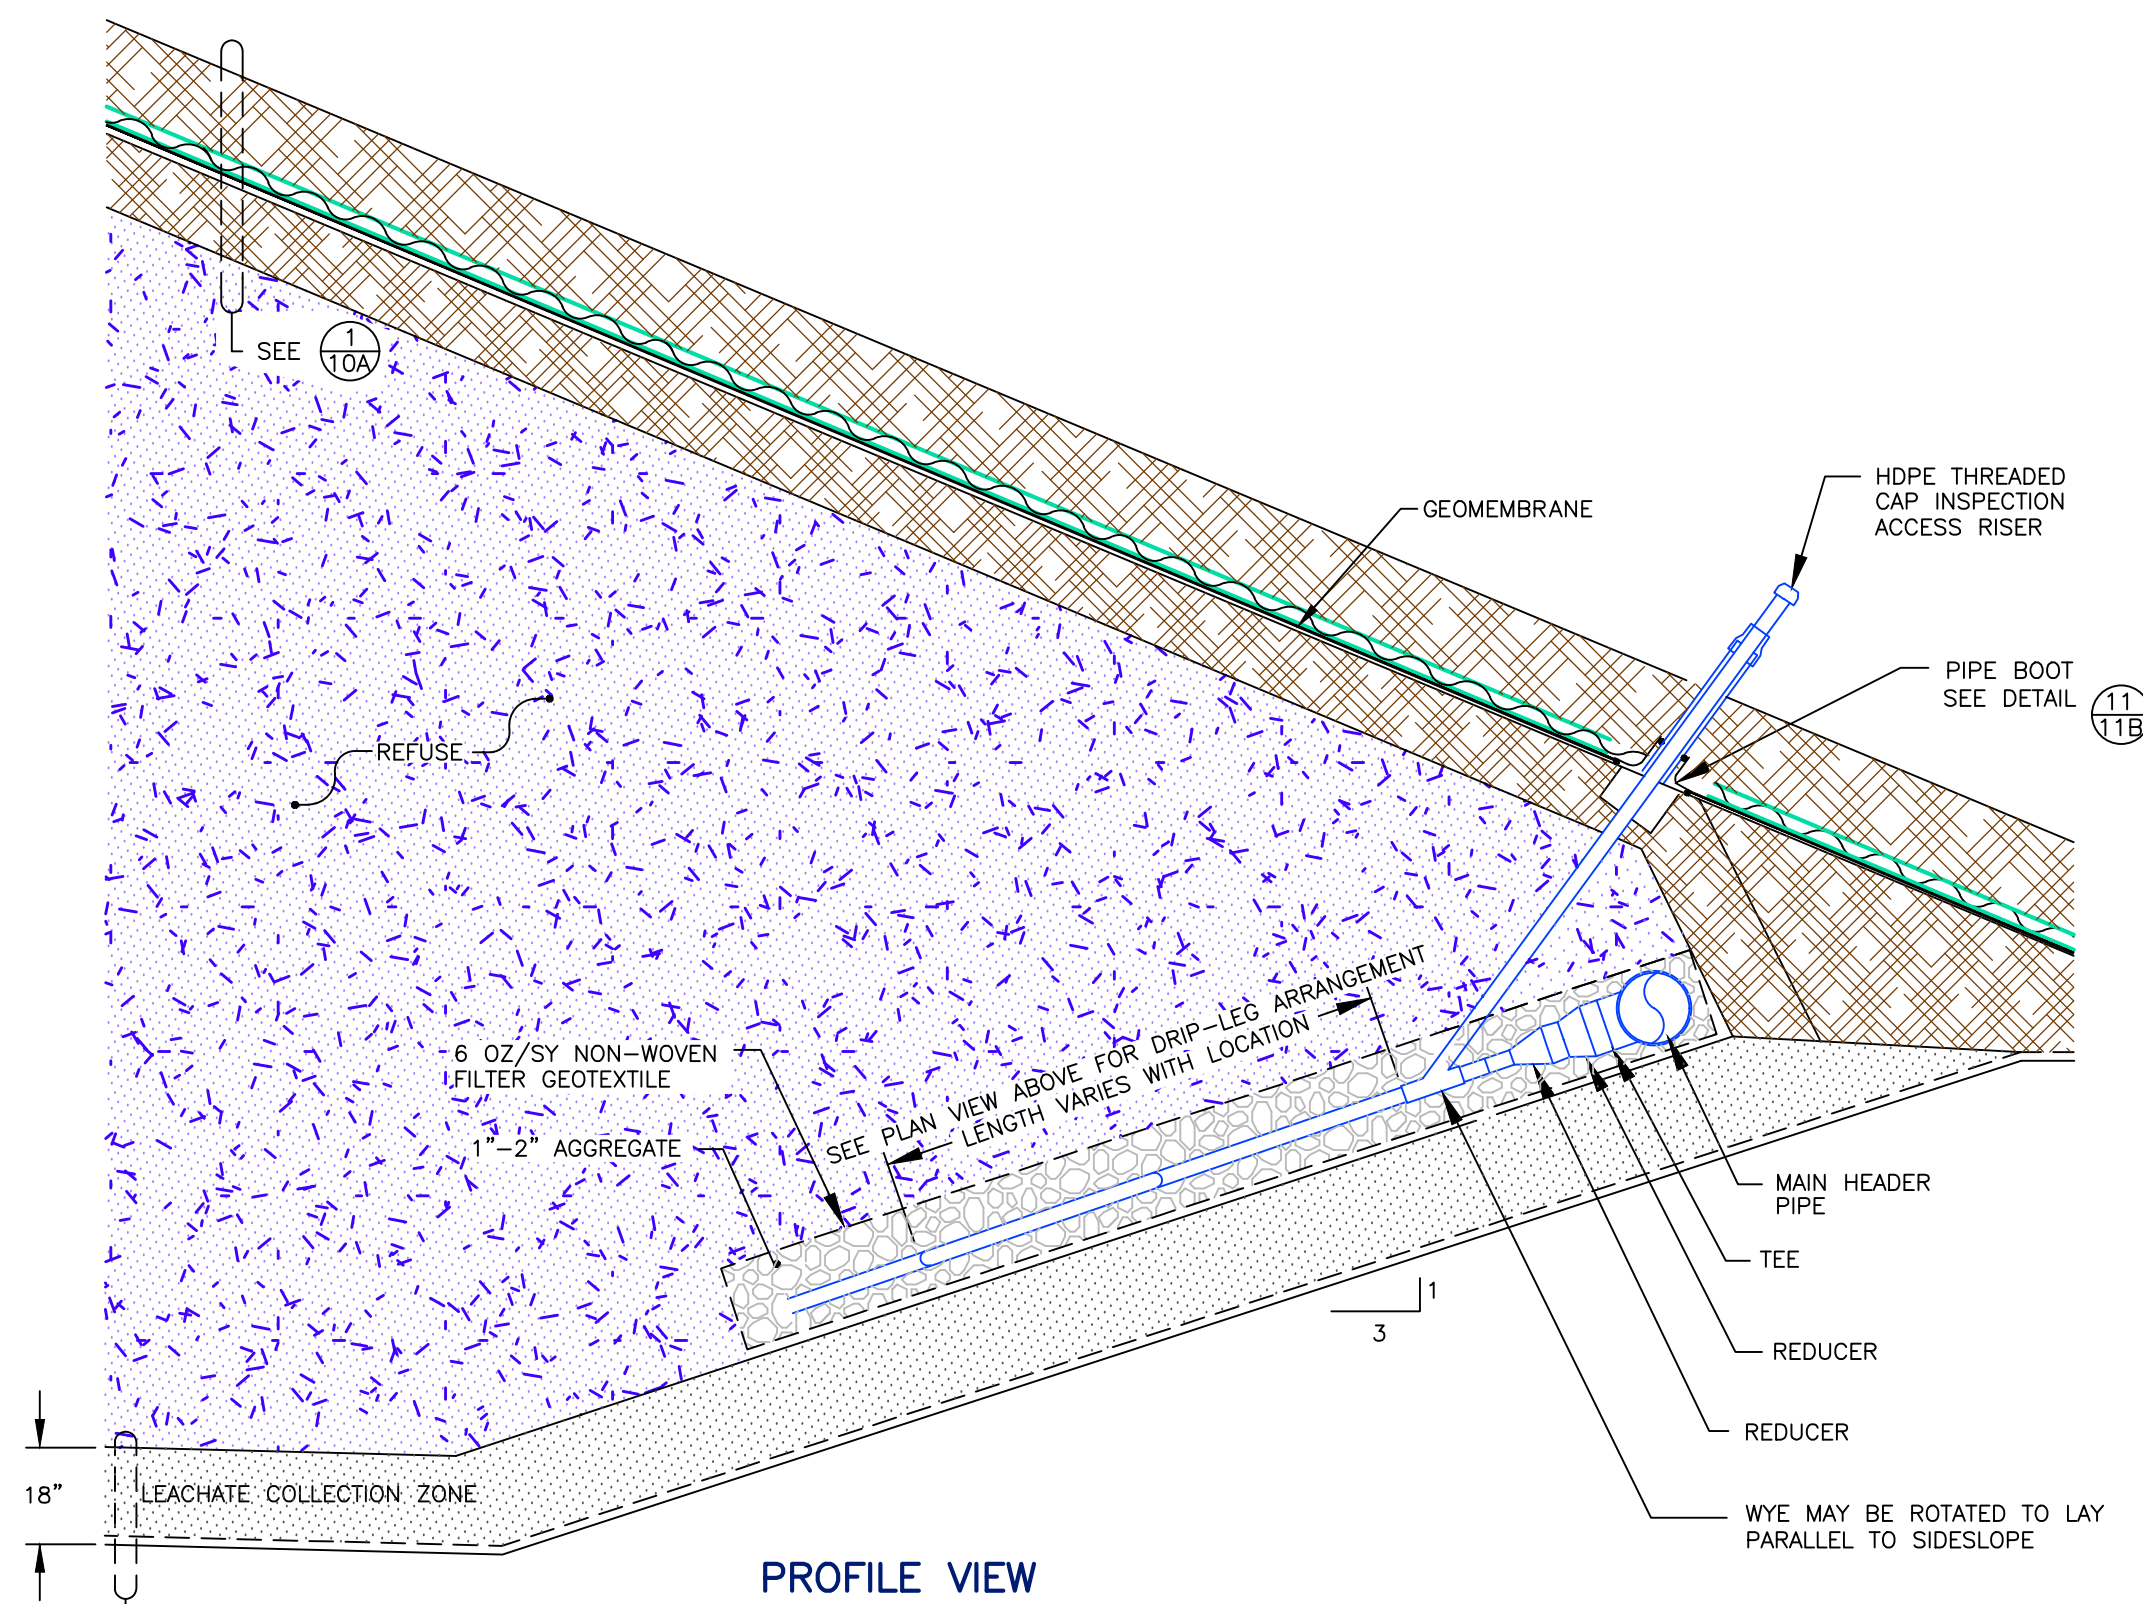 SEE
1
10A
GEOMEMBRANE
HDPE THREADED
CAP INSPECTION
ACCESS RISER
PIPE BOOT
SEE DETAIL
11
11B
REFUSE
6 OZ/SY NON-WOVEN
FILTER GEOTEXTILE
1"-2" AGGREGATE
SEE PLAN VIEW ABOVE FOR DRIP-LEG ARRANGEMENT
LENGTH VARIES WITH LOCATION
MAIN HEADER
PIPE
TEE
1
3
REDUCER
REDUCER
18"
LEACHATE COLLECTION ZONE
WYE MAY BE ROTATED TO LAY
PARALLEL TO SIDESLOPE
PROFILE VIEW